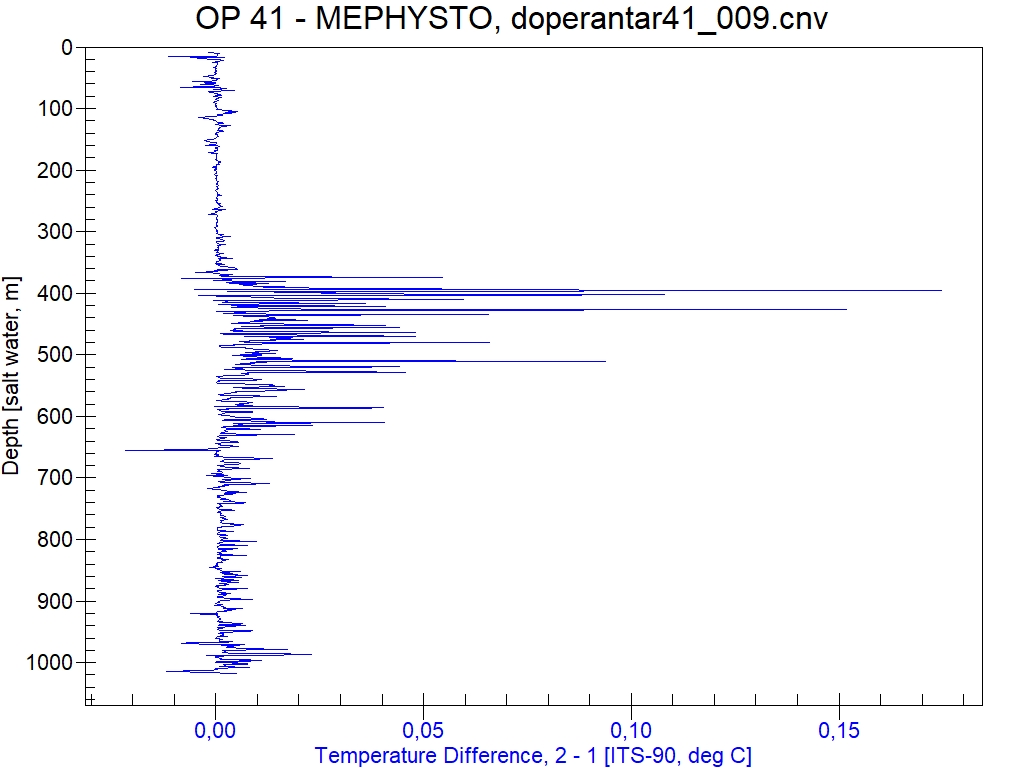 OP 41 - MEPHYSTO, doperantar41_009.cnv
0
100
200
300
400
500
600
700
800
900
1000
Depth [salt water, m]
0,00 0,05 0,10 0,15
Temperature Difference, 2 - 1 [ITS-90, deg C]